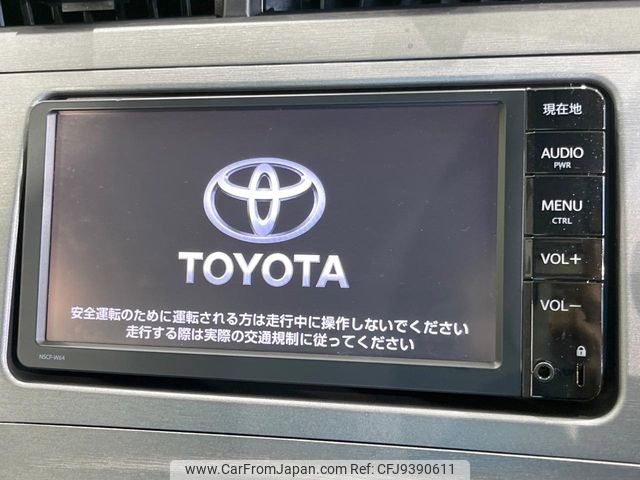 現在地
AUDIO
PWR
MENU
CTRL
VOL+
VOL−
TOYOTA
安全運転のために運転される方は走行中に操作しないでください
走行する際は実際の交通規制に従ってください
NSCP-W64
www.CarFromJapan.com Car ID: CFJ9390611